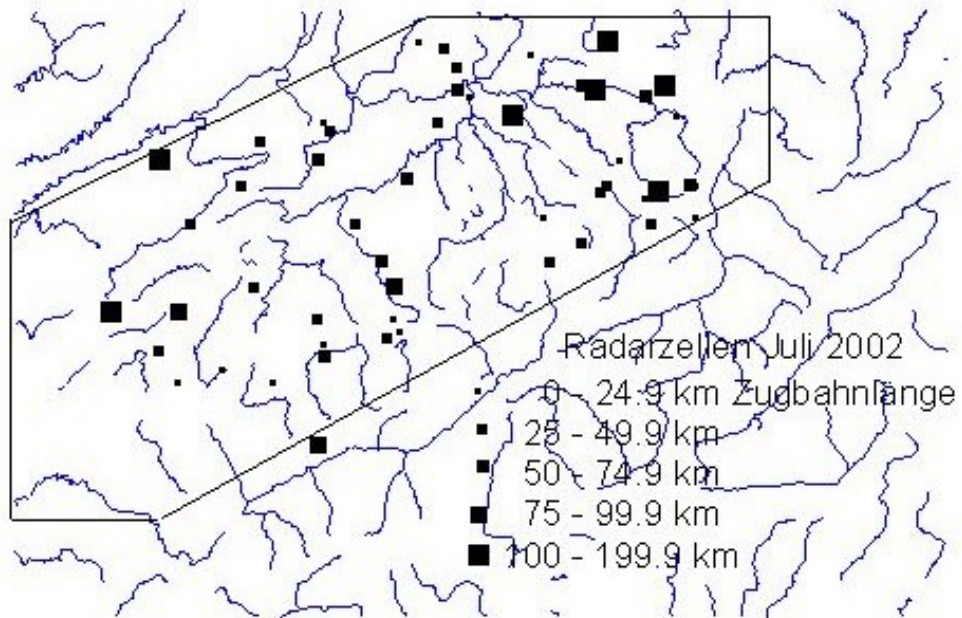 Radarzellen Juli 2002
0 - 24.9 km Zugbahnlänge
25 - 49.9 km
50 - 74.9 km
75 - 99.9 km
100 - 199.9 km